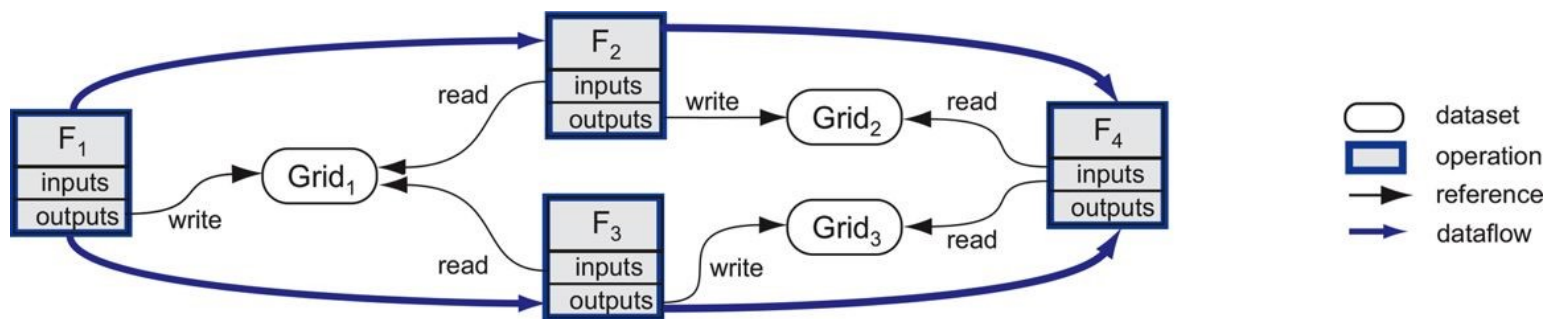 F₁
inputs
outputs
write
Grid₁
read
read
F₂
inputs
outputs
write
Grid₂
read
F₃
inputs
outputs
write
Grid₃
read
F₄
inputs
outputs
dataset
operation
reference
dataflow